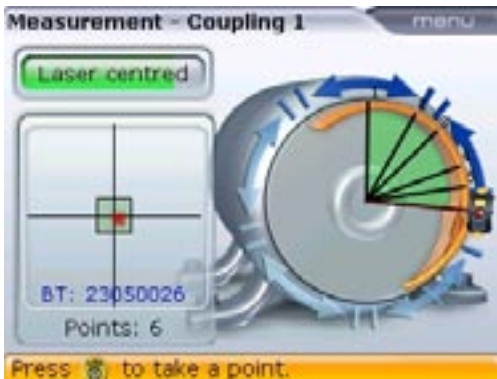 Measurement - Coupling 1
menu
Laser centred
BT: 23050026
Points: 6
Press to take a point.